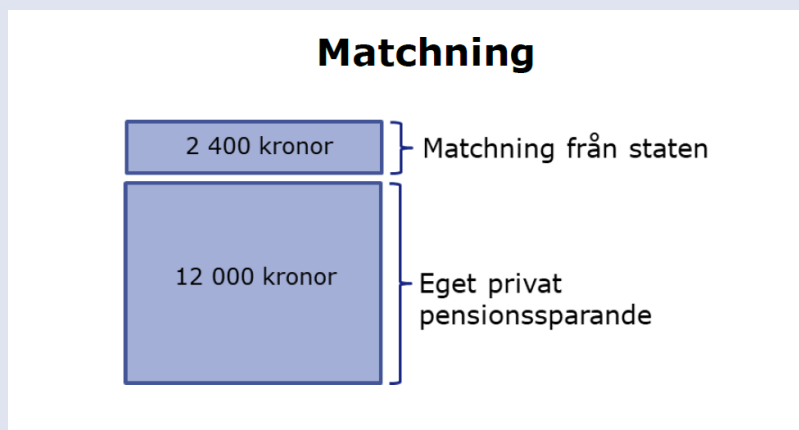 Matchning
2 400 kronor
Matchning från staten
12 000 kronor
Eget privat
pensionssparande